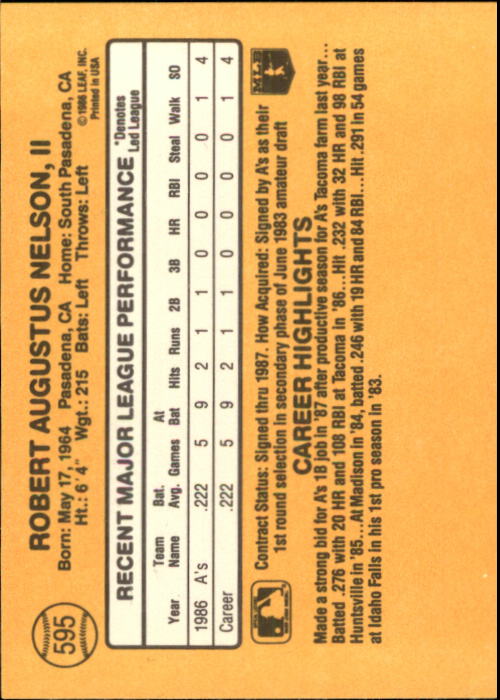 595
ROBERT AUGUSTUS NELSON, II
Born: May 17, 1964 Pasadena, CA Home: South Pasadena, CA
Ht.: 6'4" Wgt.: 215 Bats: Left Throws: Left
© 1986 LEAF, INC.
Printed in USA
RECENT MAJOR LEAGUE PERFORMANCE *Denotes Led League
Year Team Name Bat. Avg. Games At Bat Hits Runs 2B 3B HR RBI Steal Walk SO
1986 A's .222 5 9 2 1 1 0 0 0 0 1 4
Career .222 5 9 2 1 1 0 0 0 0 1 4
Contract Status: Signed thru 1987. How Acquired: Signed by A's as their
1st round selection in secondary phase of June 1983 amateur draft
MLB
CAREER HIGHLIGHTS
Made a strong bid for A's 1B job in '87 after productive season for A's Tacoma farm last year...
Batted .276 with 20 HR and 108 RBI at Tacoma in '86... Hit .232 with 32 HR and 98 RBI at
Huntsville in '85... At Madison in '84, batted .246 with 19 HR and 84 RBI... Hit .291 in 54 games
at Idaho Falls in his 1st pro season in '83.